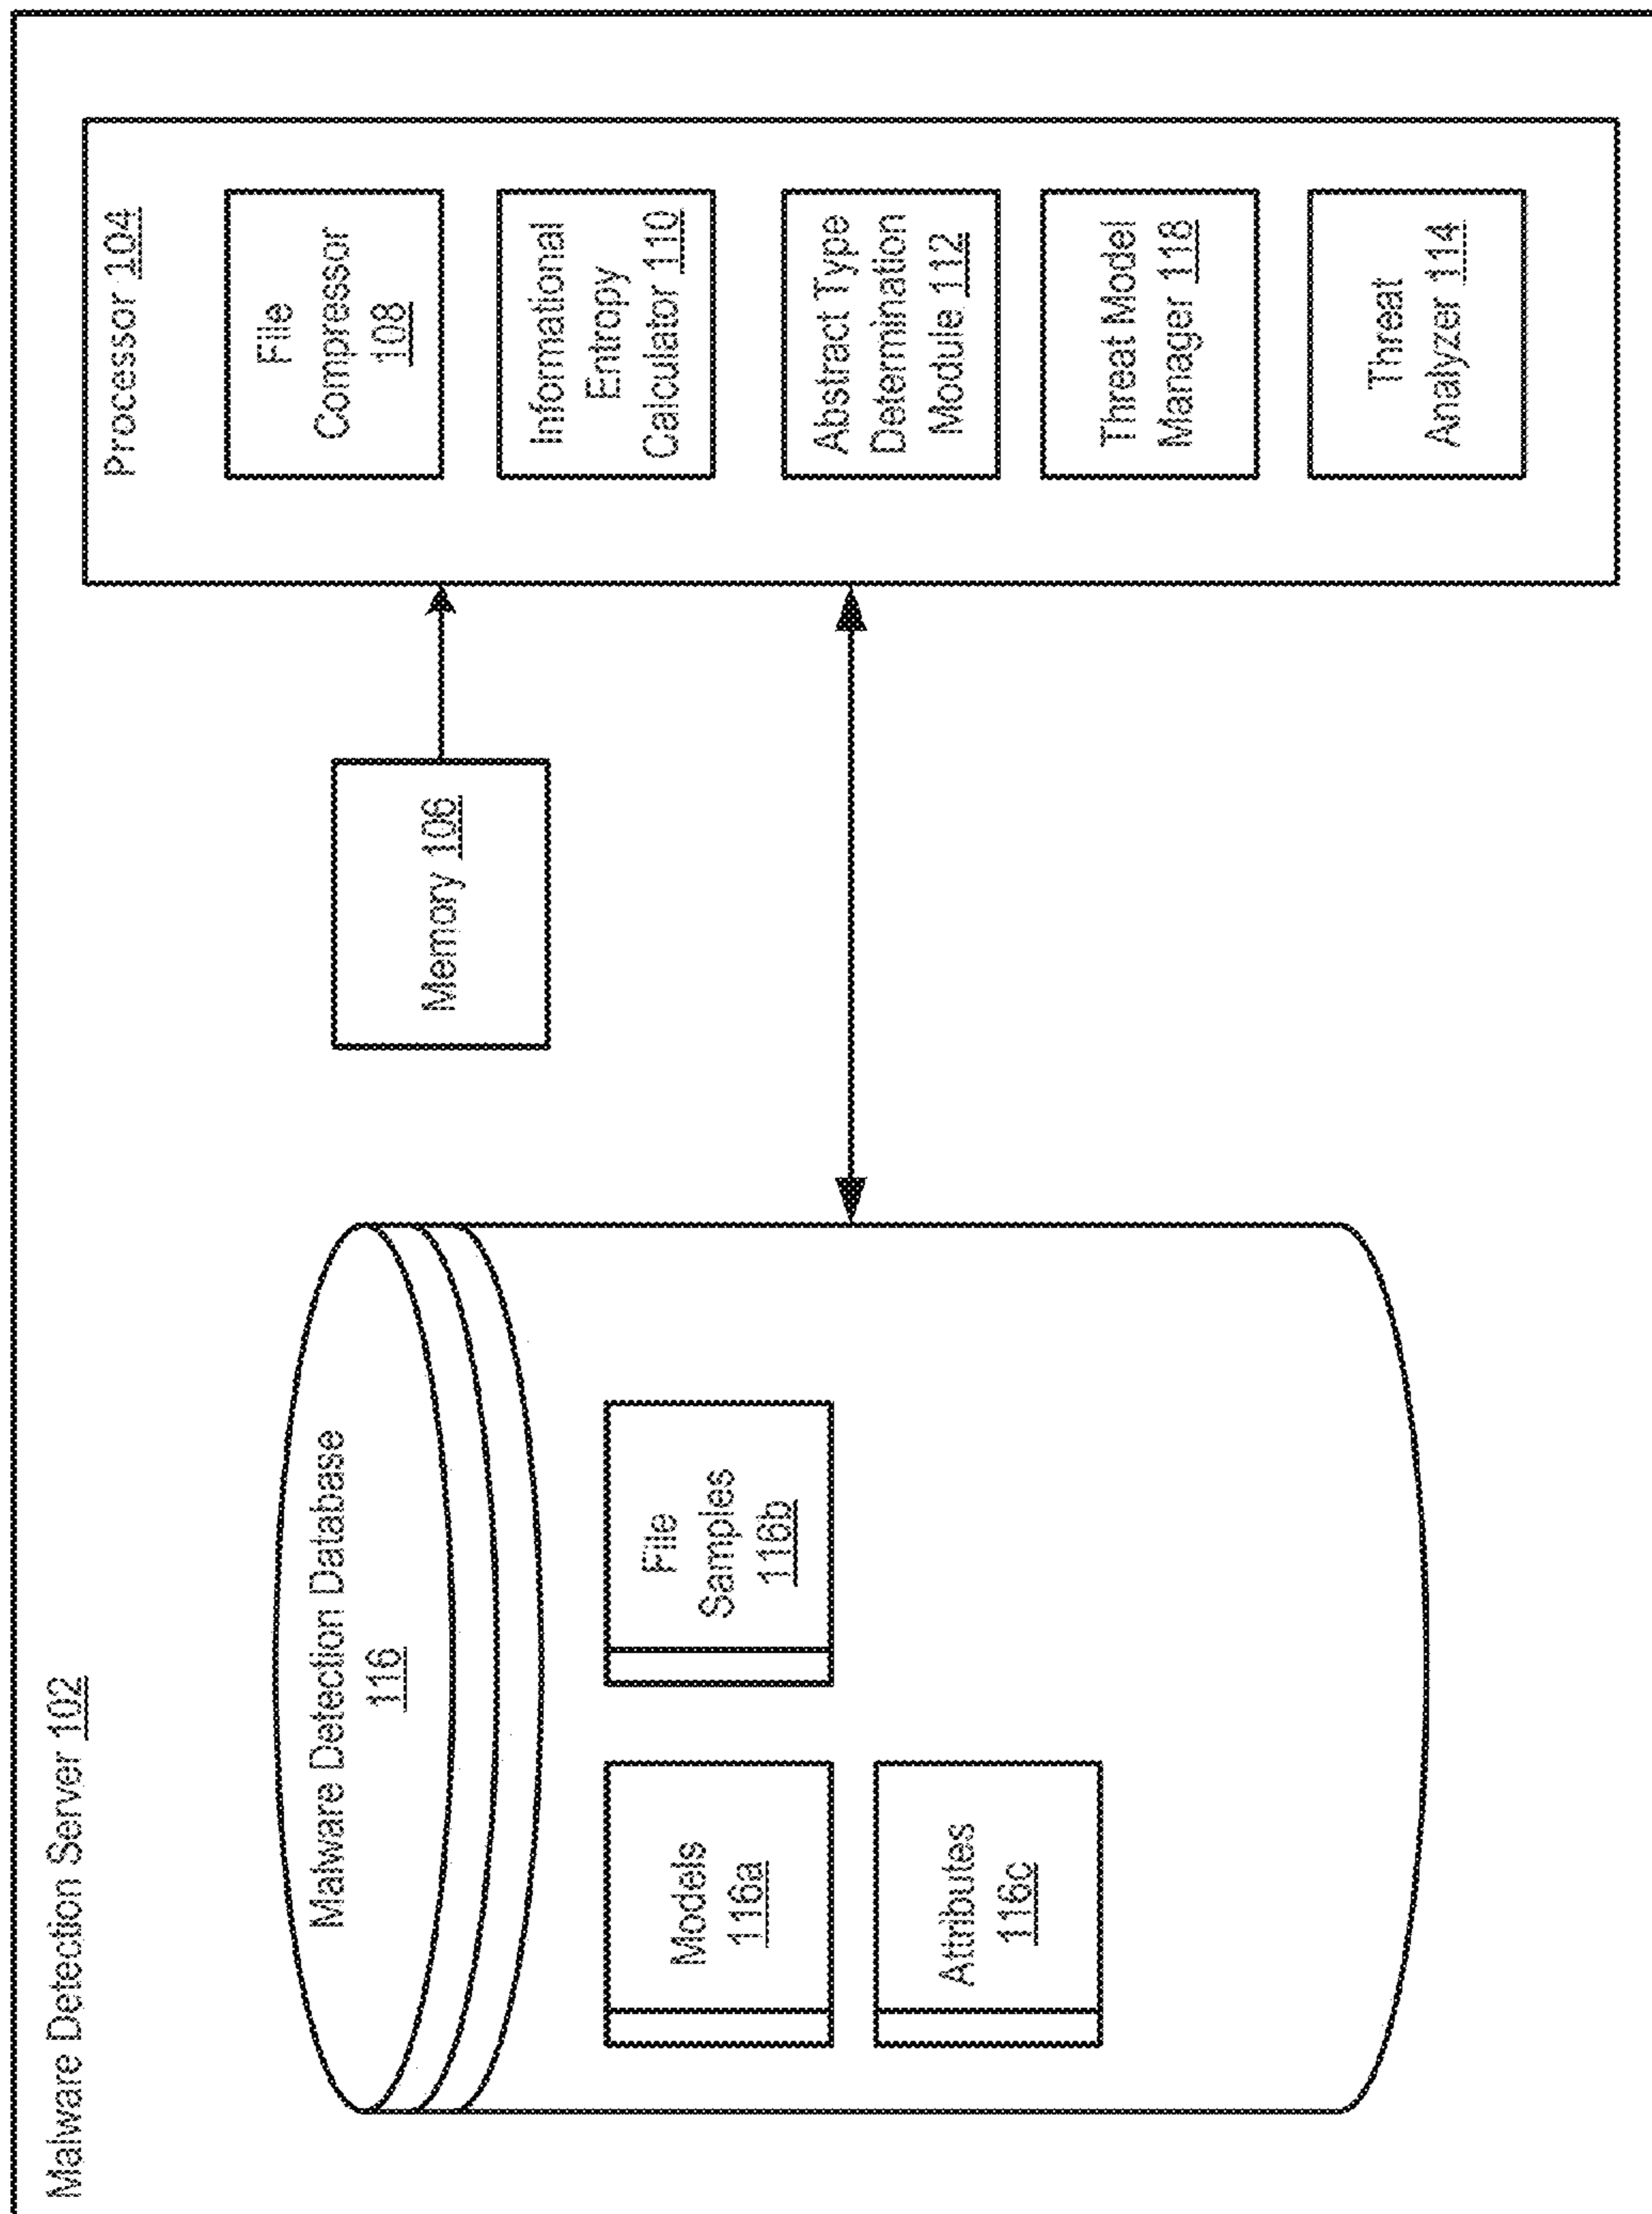 Malware Detection Server 102
Malware Detection Database
116
Models
116a
File
Samples
116b
Attributes
116c
Memory 106
Processor 104
File
Compressor
108
Informational
Entropy
Calculator 110
Abstract Type
Determination
Module 112
Threat Model
Manager 118
Threat
Analyzer 114